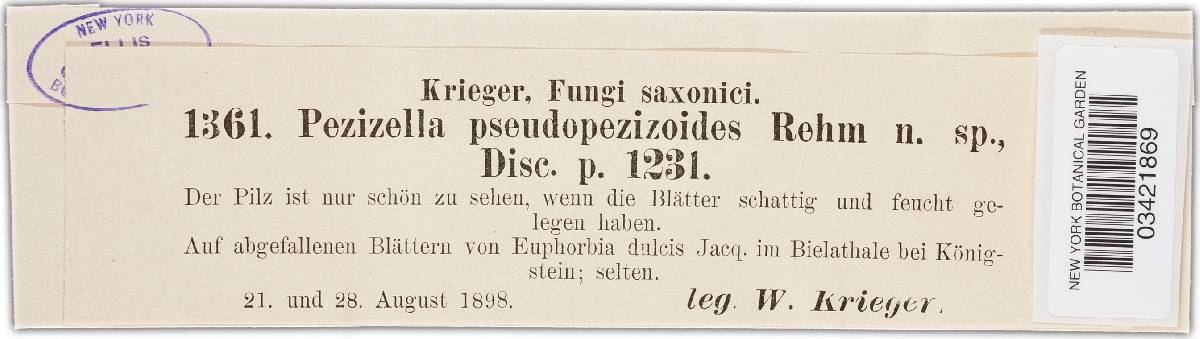 NEW YORK
ELLIS
Krieger, Fungi saxonici.
1361. Pezizella pseudopezizoides Rehm n. sp.,
Disc. p. 1231.
Der Pilz ist nur schön zu sehen, wenn die Blätter schattig und feucht ge-
legen haben.
Auf abgefallenen Blättern von Euphorbia dulcis Jacq. im Bielathale bei König-
stein; selten.
21. und 28. August 1898.
leg. W. Krieger.
NEW YORK BOTANICAL GARDEN
03421869